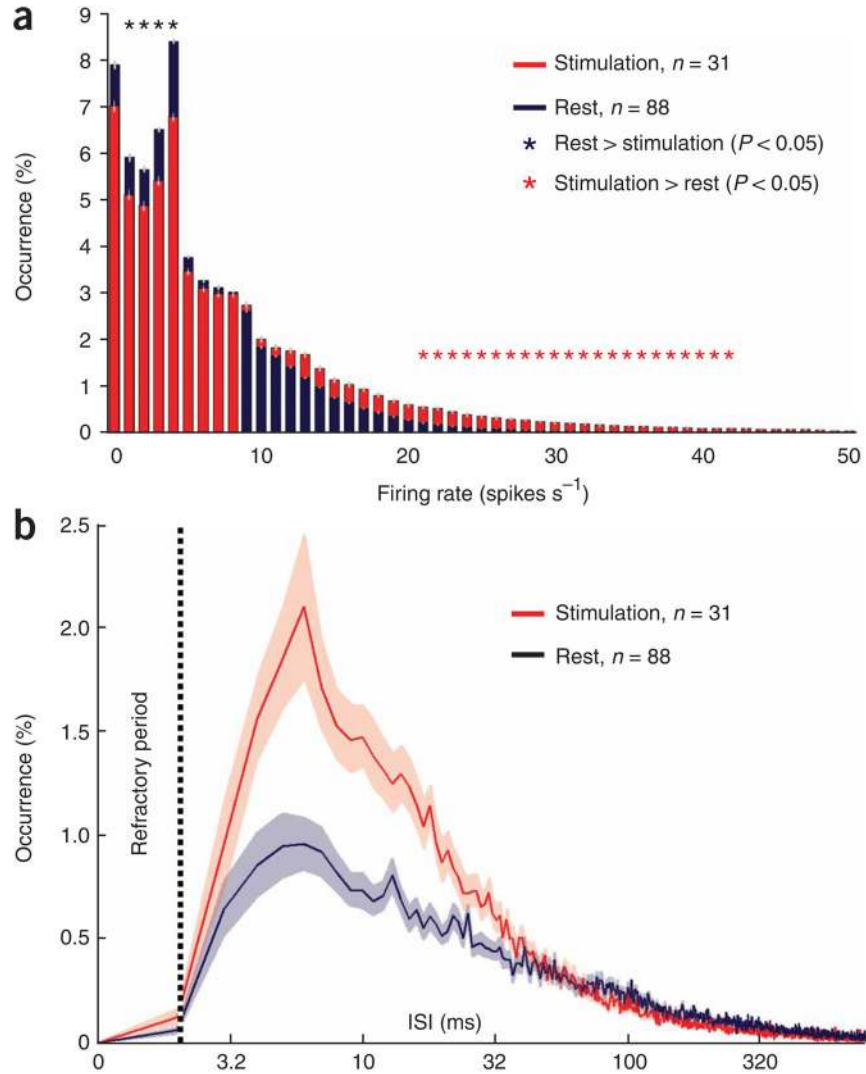 a
****
9
8
7
6
5
4
3
2
1
0
Occurrence (%)
Stimulation, n = 31
Rest, n = 88
* Rest > stimulation (P < 0.05)
* Stimulation > rest (P < 0.05)
**********************
0 10 20 30 40 50
Firing rate (spikes s⁻¹)
b
2.5
2.0
1.5
1.0
0.5
0
Occurrence (%)
Refractory period
Stimulation, n = 31
Rest, n = 88
ISI (ms)
0 3.2 10 32 100 320